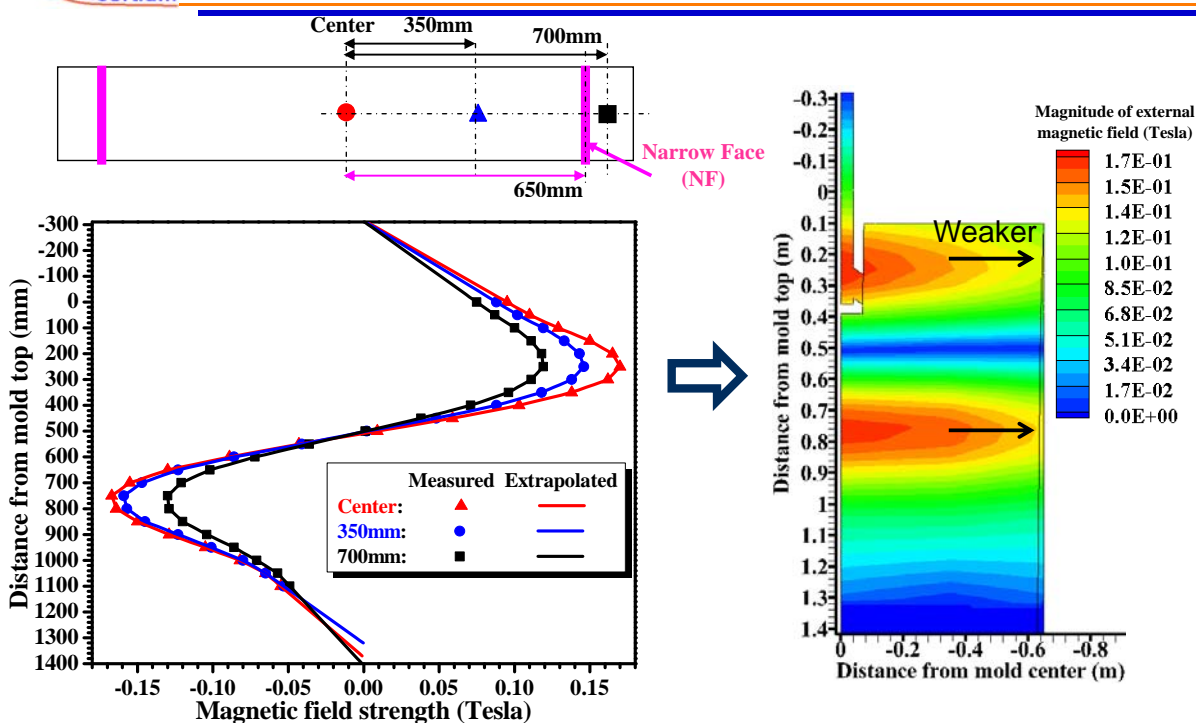 Center
350mm
700mm
Narrow Face
(NF)
650mm
-300
-200
-100
0
100
200
300
400
500
600
700
800
900
1000
1100
1200
1300
1400
Distance from mold top (mm)
Measured Extrapolated
Center:
350mm:
700mm:
-0.15 -0.10 -0.05 0.00 0.05 0.10 0.15
Magnetic field strength (Tesla)
-0.3
-0.2
-0.1
0
0.1
0.2
0.3
0.4
0.5
0.6
0.7
0.8
0.9
1
1.1
1.2
1.3
1.4
Distance from mold top (m)
Weaker
0 -0.2 -0.4 -0.6 -0.8
Distance from mold center (m)
Magnitude of external
magnetic field (Tesla)
1.7E-01
1.5E-01
1.4E-01
1.2E-01
1.0E-01
8.5E-02
6.8E-02
5.1E-02
3.4E-02
1.7E-02
0.0E+00